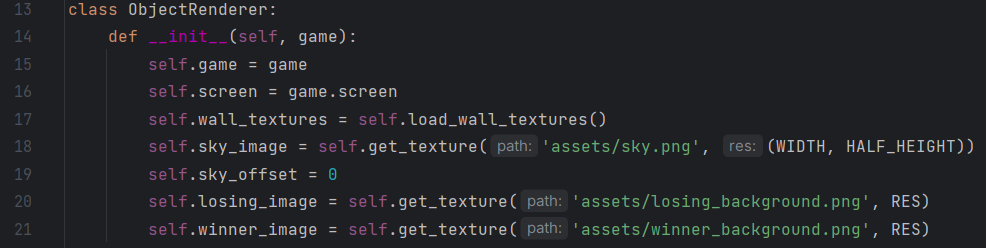 13 class ObjectRenderer:
14 def __init__(self, game):
15 self.game = game
16 self.screen = game.screen
17 self.wall_textures = self.load_wall_textures()
18 self.sky_image = self.get_texture( path: 'assets/sky.png', res: (WIDTH, HALF_HEIGHT))
19 self.sky_offset = 0
20 self.losing_image = self.get_texture( path: 'assets/losing_background.png', RES)
21 self.winner_image = self.get_texture( path: 'assets/winner_background.png', RES)